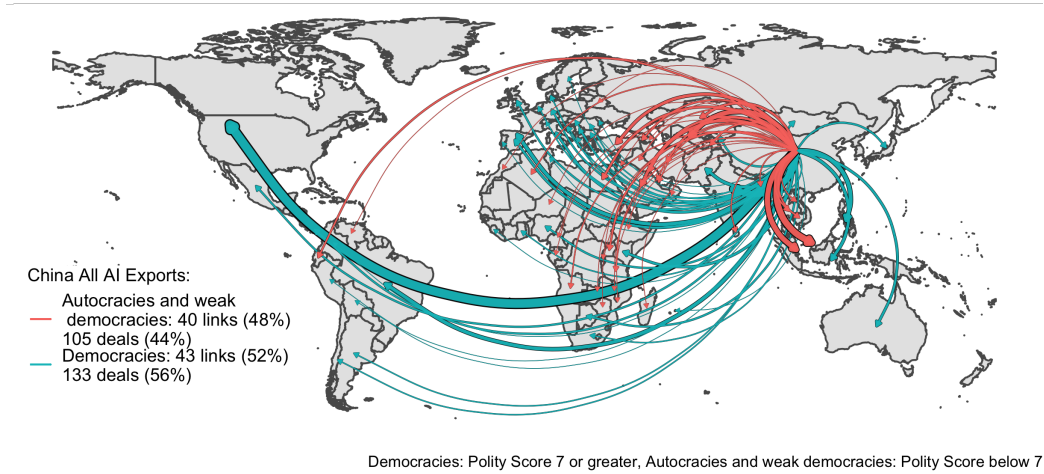 China All AI Exports:
Autocracies and weak
democracies: 40 links (48%)
105 deals (44%)
Democracies: 43 links (52%)
133 deals (56%)
Democracies: Polity Score 7 or greater, Autocracies and weak democracies: Polity Score below 7